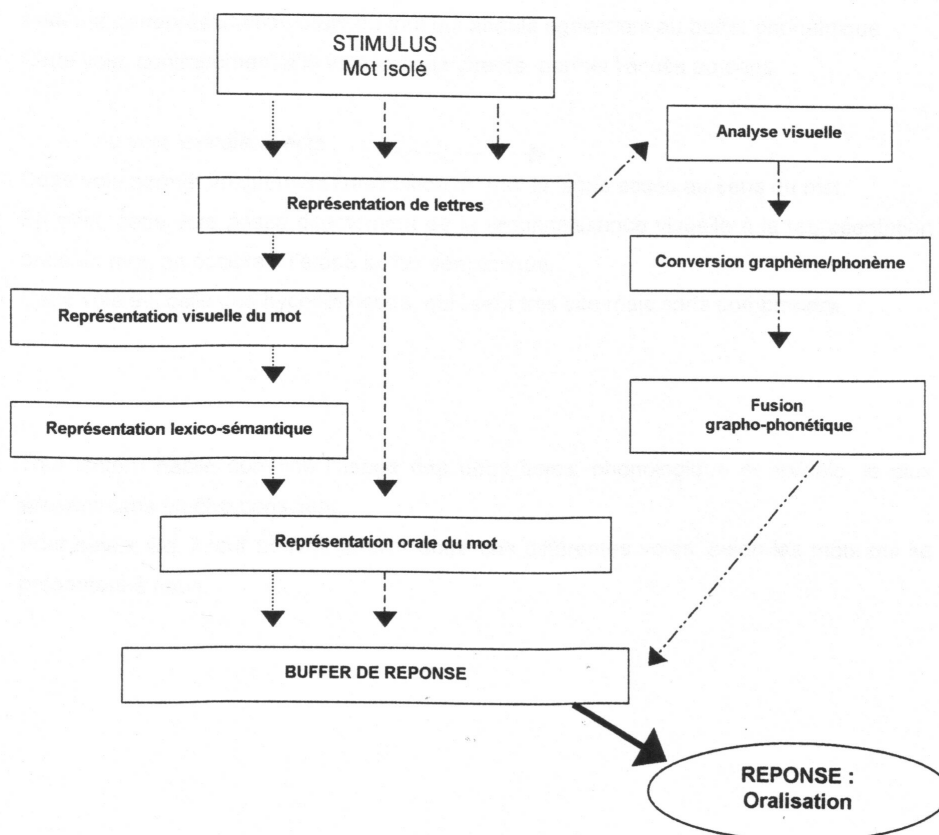 STIMULUS
Mot isolé
Analyse visuelle
Représentation de lettres
Conversion graphème/phonème
Représentation visuelle du mot
Fusion
grapho-phonétique
Représentation lexico-sémantique
Représentation orale du mot
BUFFER DE REPONSE
REPONSE :
Oralisation